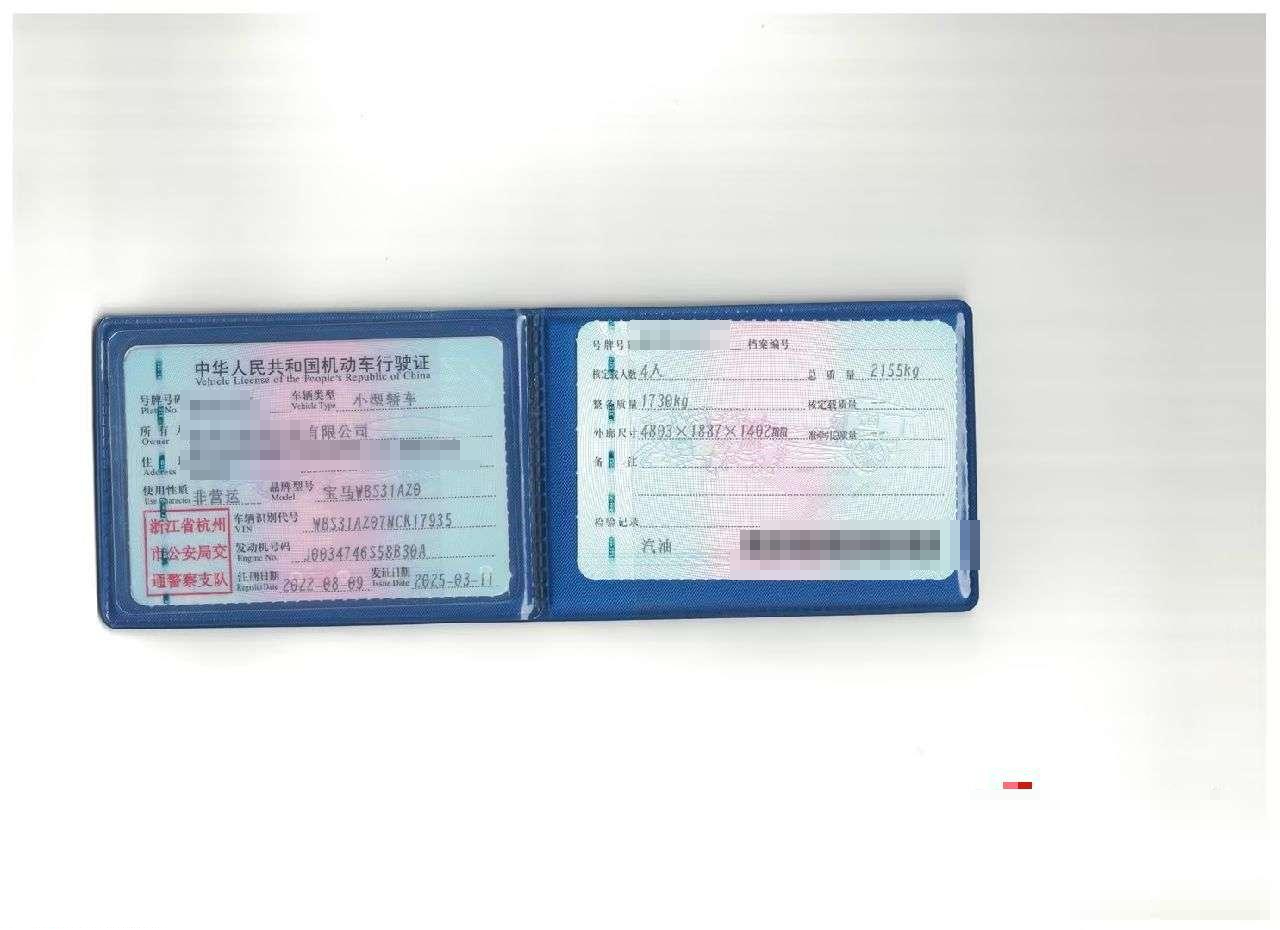 中华人民共和国机动车行驶证
Vehicle License of the People's Republic of China
号牌号码
Plate No.
车辆类型 小型轿车
Vehicle Type
所有
有限公司
Owner
住
Address
使用性质 非营运 品牌型号 宝马WBS31AZ0
Use Character Model
浙江省杭州
市公安局交
通警察支队
车辆识别代号 WBS31AZ07NCK17935
VIN
发动机号码 J0034746S58B30A
Engine No.
注册日期 2022-08-09 发证日期 2025-03-11
Register Date Issue Date
号牌号 档案编号
核定载人数 4人 总质量 2155kg
整备质量 1730kg 核定载质量 --
外廓尺寸 4803×1887×1402mm 准牵引总质量 --
备注
检验记录
汽油